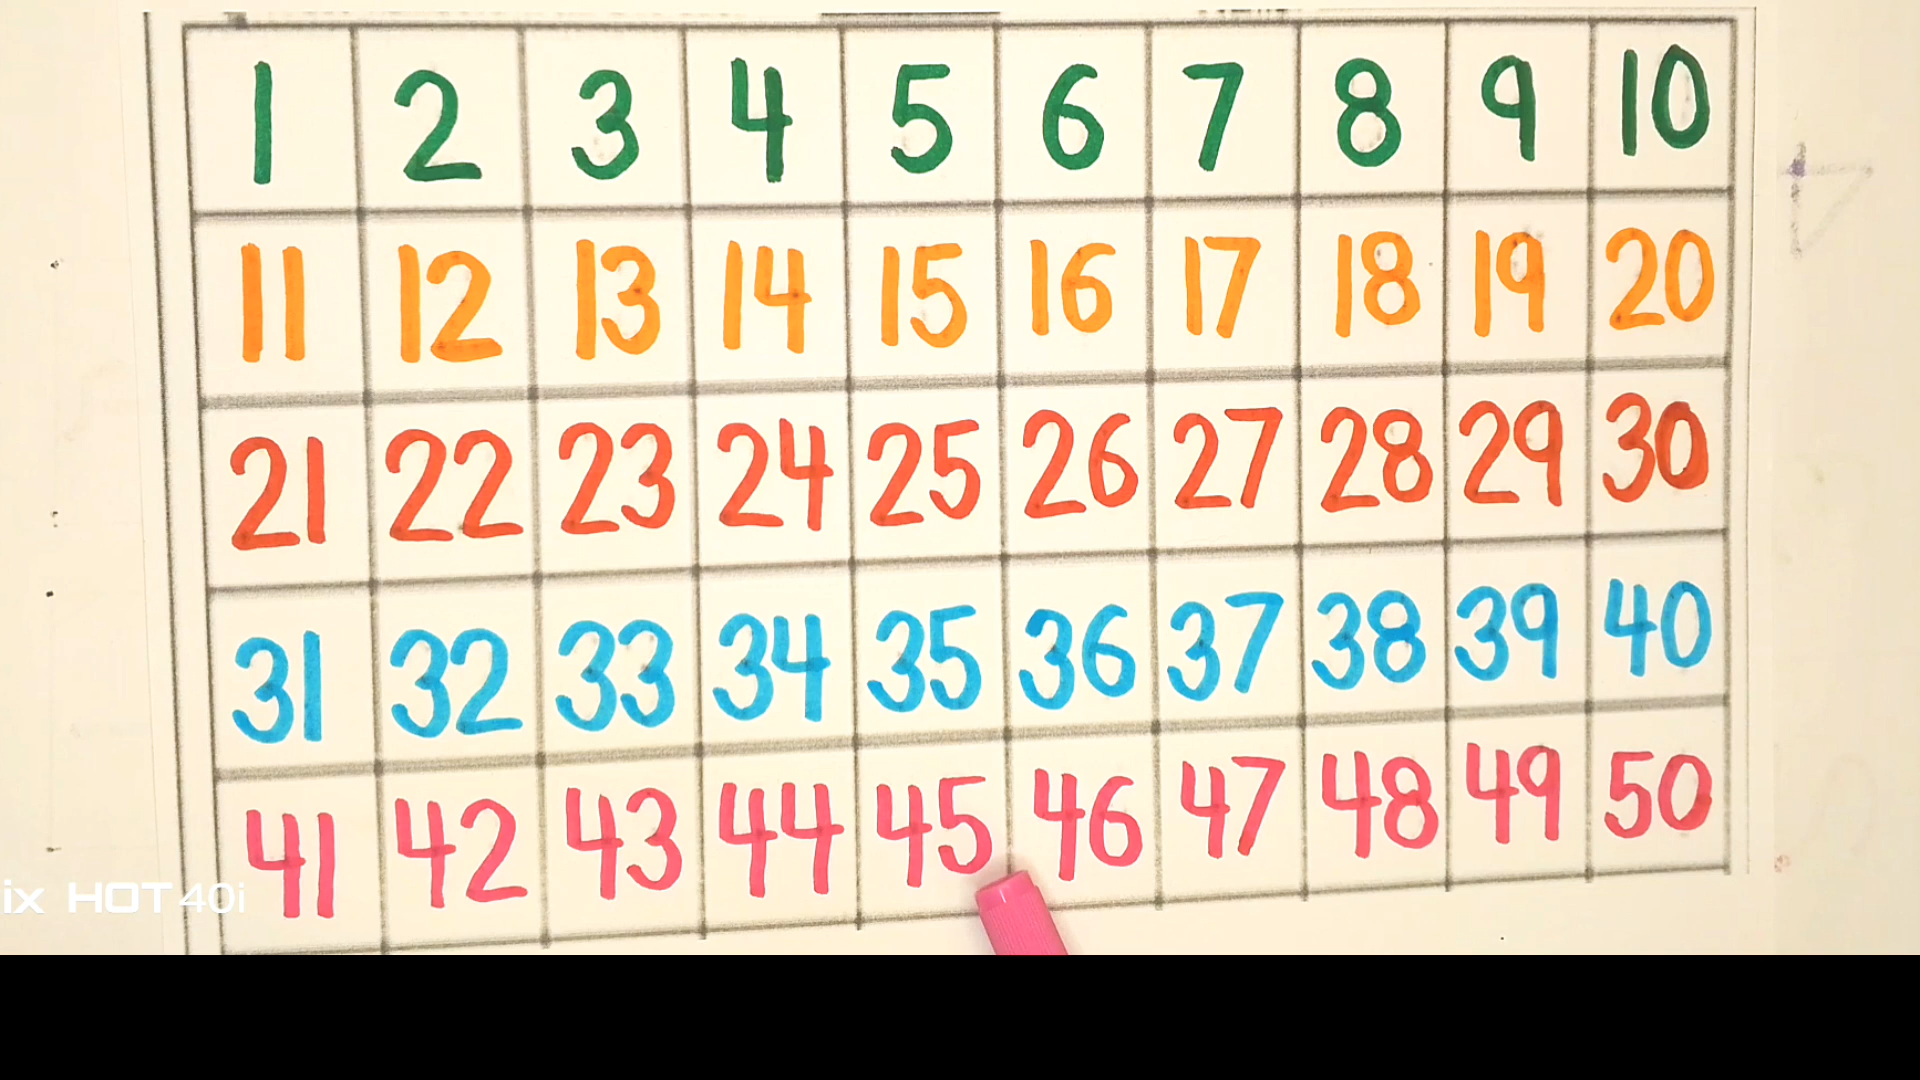 1 2 3 4 5 6 7 8 9 10
11 12 13 14 15 16 17 18 19 20
21 22 23 24 25 26 27 28 29 30
31 32 33 34 35 36 37 38 39 40
41 42 43 44 45 46 47 48 49 50
ix HOT 40i